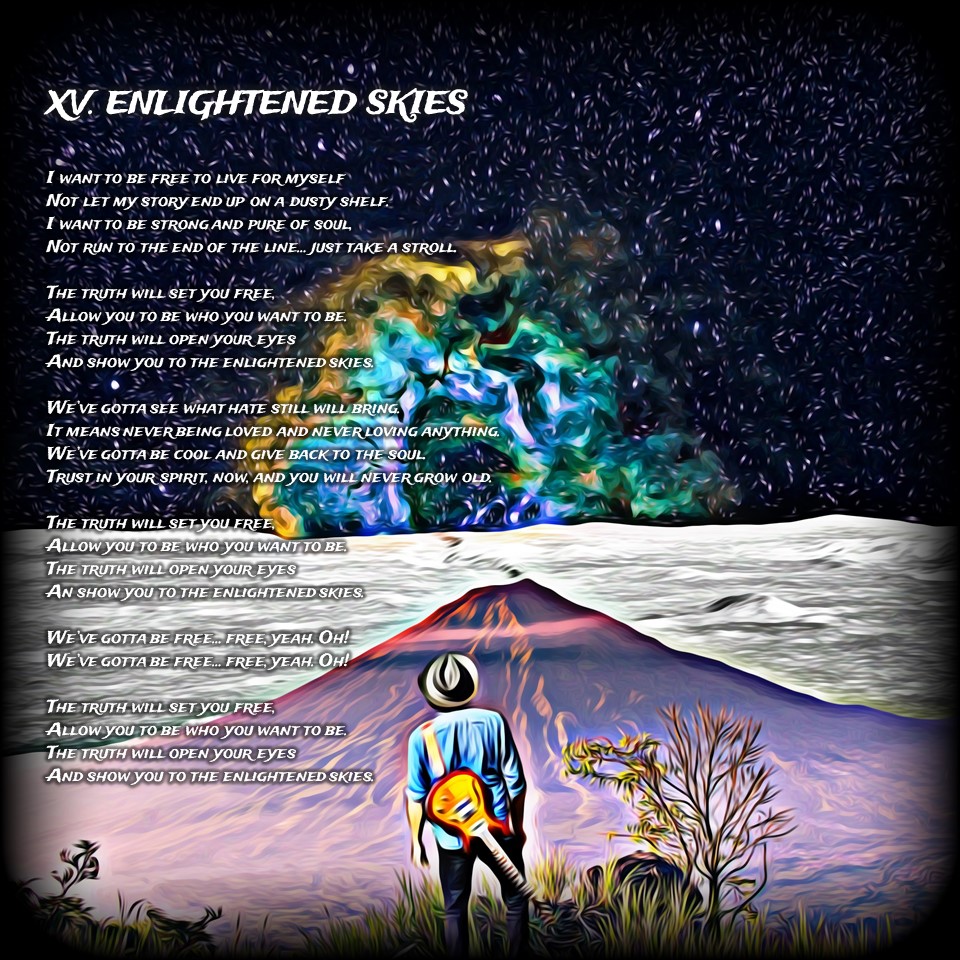 XV. ENLIGHTENED SKIES
I WANT TO BE FREE TO LIVE FOR MYSELF
NOT LET MY STORY END UP ON A DUSTY SHELF.
I WANT TO BE STRONG AND PURE OF SOUL,
NOT RUN TO THE END OF THE LINE... JUST TAKE A STROLL.
THE TRUTH WILL SET YOU FREE,
ALLOW YOU TO BE WHO YOU WANT TO BE.
THE TRUTH WILL OPEN YOUR EYES
AND SHOW YOU TO THE ENLIGHTENED SKIES.
WE'VE GOTTA SEE WHAT HATE STILL WILL BRING.
IT MEANS NEVER BEING LOVED AND NEVER LOVING ANYTHING.
WE'VE GOTTA BE COOL AND GIVE BACK TO THE SOUL.
TRUST IN YOUR SPIRIT, NOW, AND YOU WILL NEVER GROW OLD.
THE TRUTH WILL SET YOU FREE,
ALLOW YOU TO BE WHO YOU WANT TO BE.
THE TRUTH WILL OPEN YOUR EYES
AN SHOW YOU TO THE ENLIGHTENED SKIES.
WE'VE GOTTA BE FREE... FREE, YEAH. OH!
WE'VE GOTTA BE FREE... FREE, YEAH. OH!
THE TRUTH WILL SET YOU FREE,
ALLOW YOU TO BE WHO YOU WANT TO BE.
THE TRUTH WILL OPEN YOUR EYES
AND SHOW YOU TO THE ENLIGHTENED SKIES.